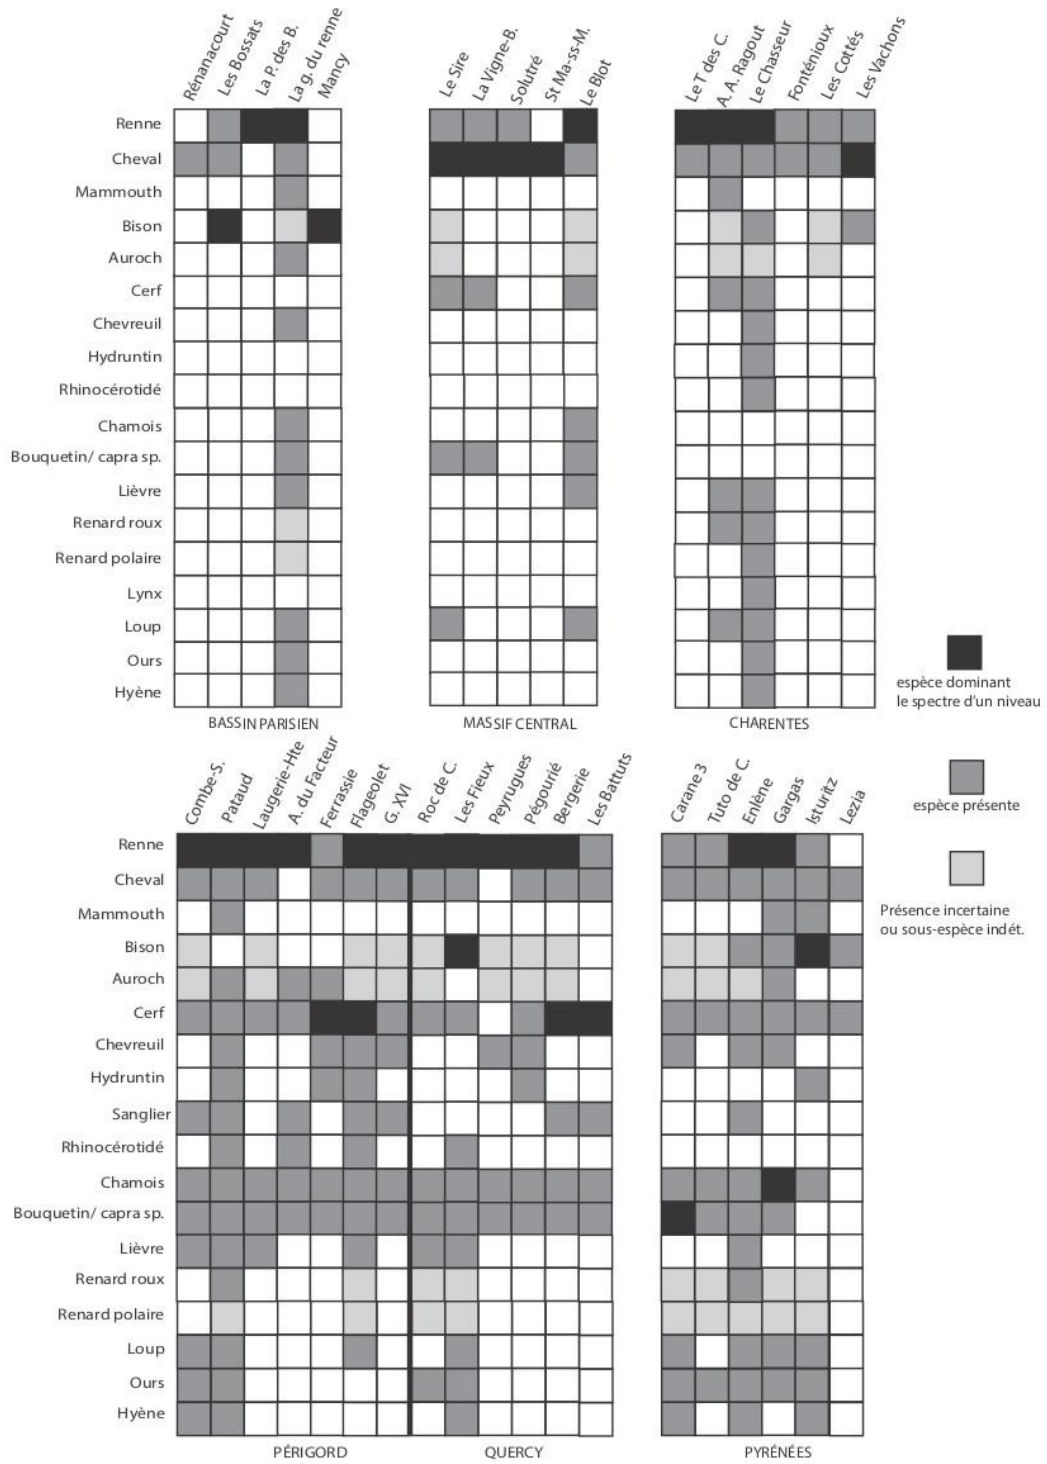 Rénanacourt
Les Bossats
La P. des B.
La g. du renne
Mancy
Le Sire
La Vigne-B.
Solutré
St Ma-ss-M.
Le Blot
Le T des C.
A. A. Ragout
Le Chasseur
Fonténioux
Les Cottés
Les Vachons
Renne
Cheval
Mammouth
Bison
Auroch
Cerf
Chevreuil
Hydruntin
Rhinocérotidé
Chamois
Bouquetin/ capra sp.
Lièvre
Renard roux
Renard polaire
Lynx
Loup
Ours
Hyène
BASSIN PARISIEN
MASSIF CENTRAL
CHARENTES
espèce dominant
le spectre d'un niveau
espèce présente
Présence incertaine
ou sous-espèce indét.
Combe-S.
Pataud
Laugerie-Hte
A. du Facteur
Ferrassie
Flageolet
G. XVI
Roc de C.
Les Fieux
Peyrugues
Pégourié
Bergerie
Les Battuts
Carane 3
Tuto de C.
Enlène
Gargas
Isturitz
Lezia
Renne
Cheval
Mammouth
Bison
Auroch
Cerf
Chevreuil
Hydruntin
Sanglier
Rhinocérotidé
Chamois
Bouquetin/ capra sp.
Lièvre
Renard roux
Renard polaire
Loup
Ours
Hyène
PÉRIGORD
QUERCY
PYRÉNÉES